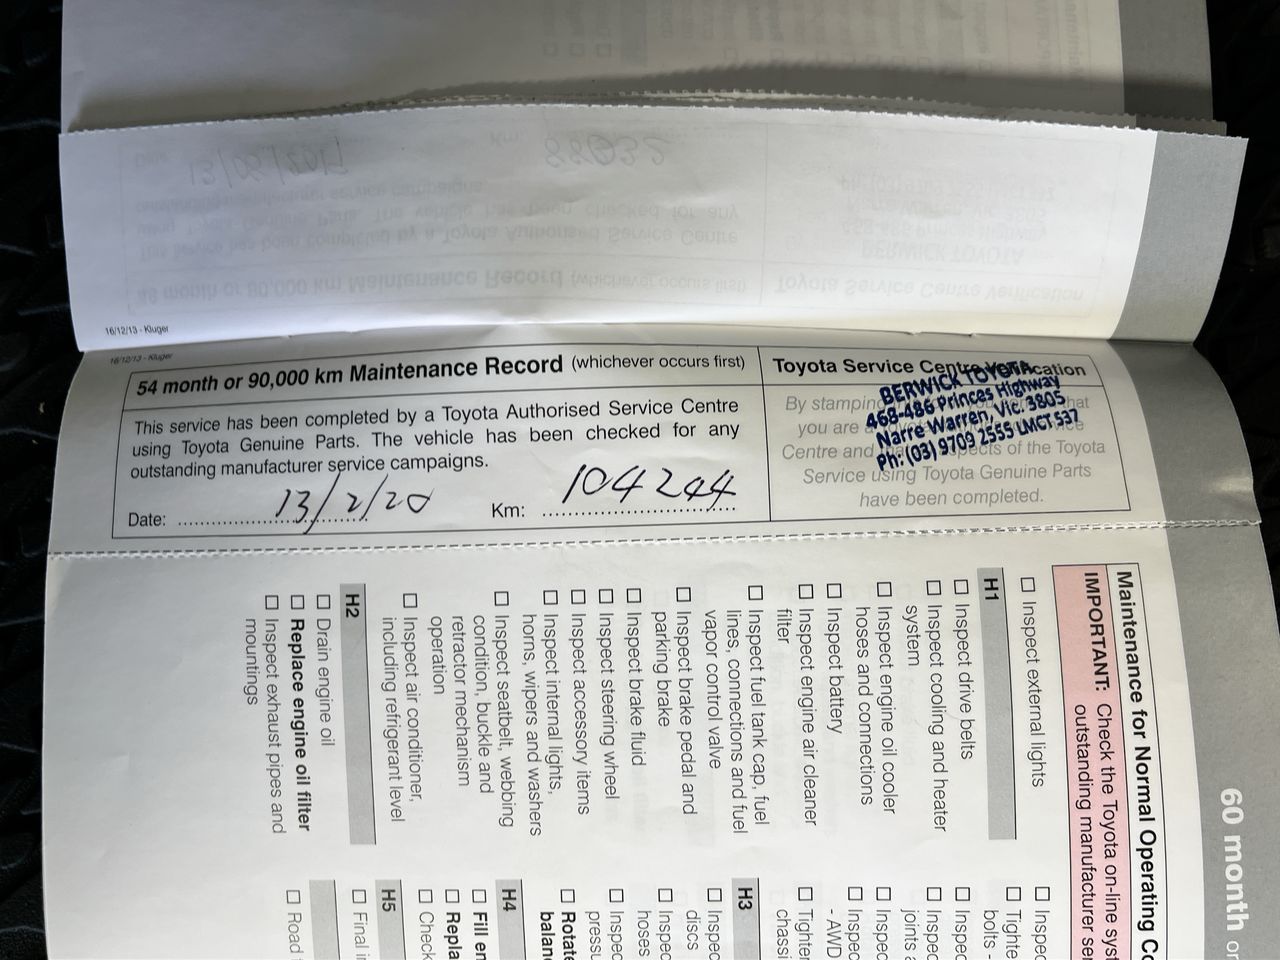 16/12/13 - Kluger
16/12/13 - Kluger
54 month or 90,000 km Maintenance Record (whichever occurs first)
This service has been completed by a Toyota Authorised Service Centre
using Toyota Genuine Parts. The vehicle has been checked for any
outstanding manufacturer service campaigns.
Date: 13/2/20 Km: 104244
Toyota Service Centre Verification
By stamping that
you are a
Centre and aspects of the Toyota
Service using Toyota Genuine Parts
have been completed.
BERWICK TOYOTA
468-486 Princes Highway
Narre Warren, Vic. 3805
Ph: (03) 9709 2555 LMCT 537
60 month or
Maintenance for Normal Operating
IMPORTANT: Check the Toyota on-line
outstanding manufacturer
Inspect external lights
H1
Inspect drive belts
Inspect cooling and heater
system
Inspect engine oil cooler
hoses and connections
Inspect battery
Inspect engine air cleaner
filter
Inspect fuel tank cap, fuel
lines, connections and fuel
vapor control valve
Inspect brake pedal and
parking brake
Inspect brake fluid
Inspect steering wheel
Inspect accessory items
Inspect internal lights,
horns, wipers and washers
Inspect seatbelt, webbing
condition, buckle and
retractor mechanism
operation
Inspect air conditioner,
including refrigerant level
H2
Drain engine oil
Replace engine oil filter
Inspect exhaust pipes and
mountings
bolts -
- AWD
H3
discs
hoses
H4
H5
Road